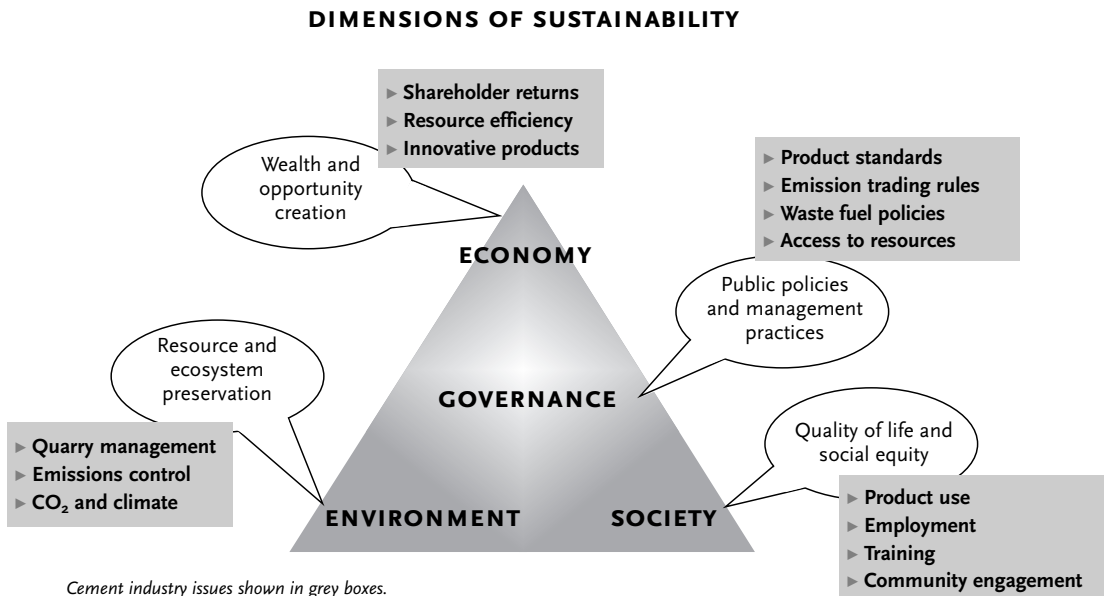 DIMENSIONS OF SUSTAINABILITY
▶ Shareholder returns
▶ Resource efficiency
▶ Innovative products
Wealth and
opportunity
creation
▶ Product standards
▶ Emission trading rules
▶ Waste fuel policies
▶ Access to resources
ECONOMY
Public policies
and management
practices
Resource and
ecosystem
preservation
GOVERNANCE
▶ Quarry management
▶ Emissions control
▶ CO₂ and climate
Quality of life and
social equity
ENVIRONMENT
SOCIETY
▶ Product use
▶ Employment
▶ Training
▶ Community engagement
Cement industry issues shown in grey boxes.